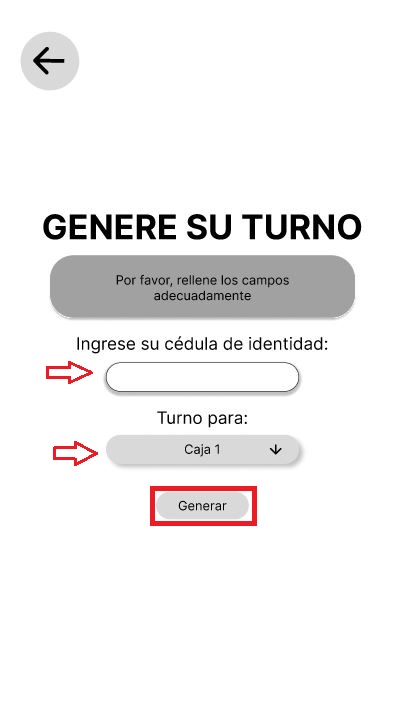 GENERE SU TURNO
Por favor, rellene los campos
adecuadamente
Ingrese su cédula de identidad:
Turno para:
Caja 1
Generar